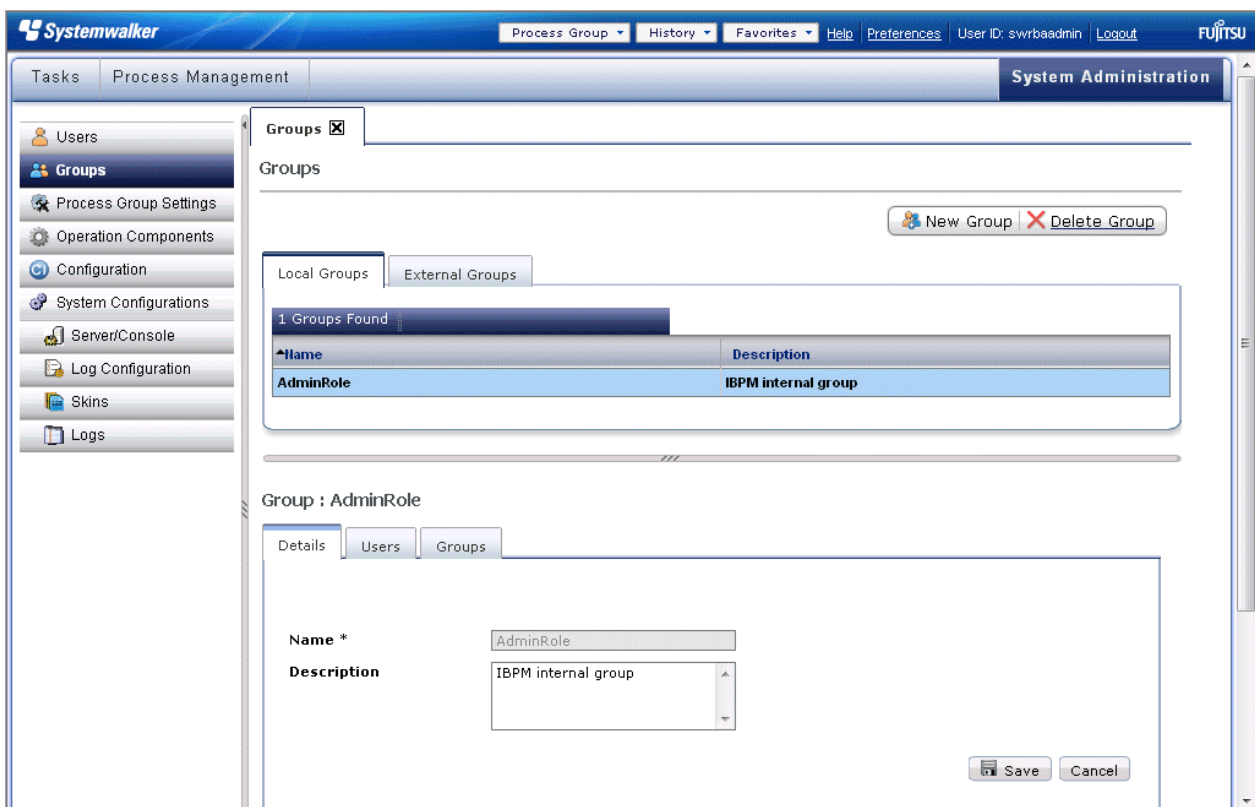 Systemwalker Process Group History Favorites Help Preferences User ID: swrbaadmin Logout FUJITSU
Tasks Process Management System Administration
Groups
Users
Groups
Process Group Settings
Operation Components
CI Configuration
System Configurations
Server/Console
Log Configuration
Skins
Logs
Groups
New Group Delete Group
Local Groups External Groups
1 Groups Found
Name Description
AdminRole IBPM internal group
Group : AdminRole
Details Users Groups
Name * AdminRole
Description IBPM internal group
Save Cancel